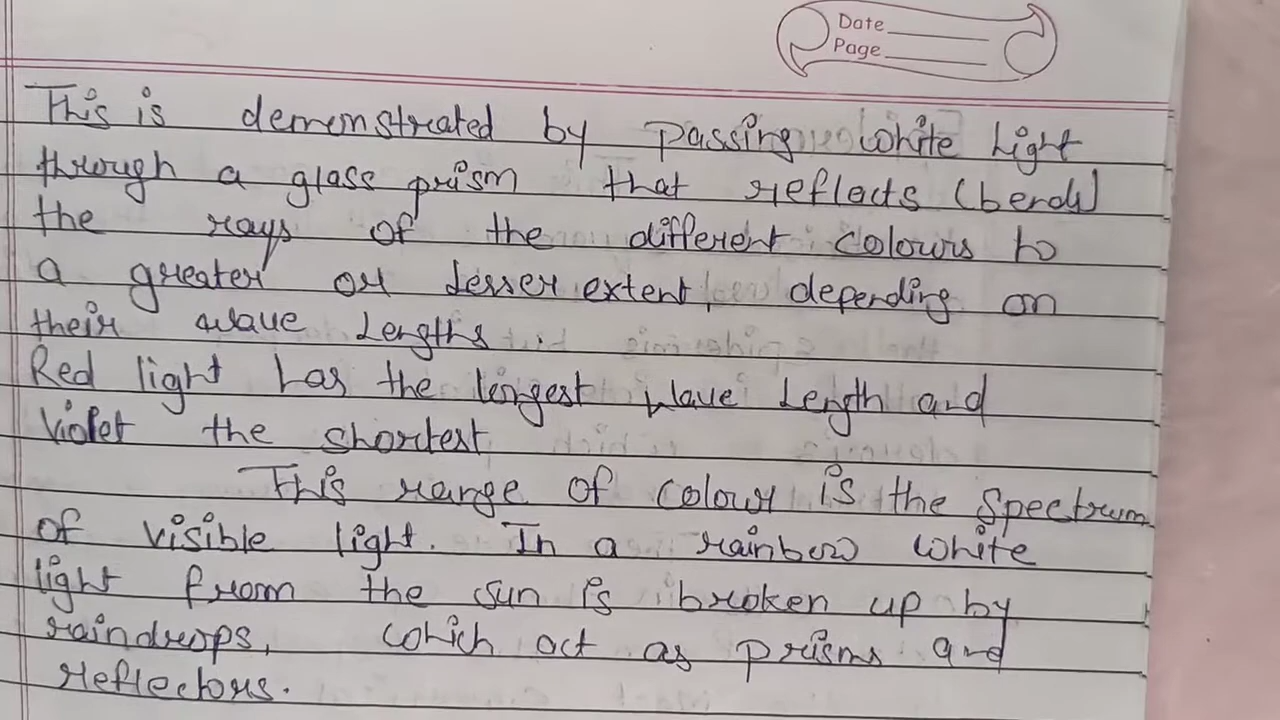 Date
Page
This is demonstrated by passing white light
through a glass prism that reflects (bends)
the rays of the different colours to
a greater or lesser extent, depending on
their wave lengths.
Red light has the longest wave length and
violet the shortest
This range of colour is the spectrum
of visible light. In a rainbow white
light from the sun is broken up by
raindrops, which act as prisms and
reflectors.